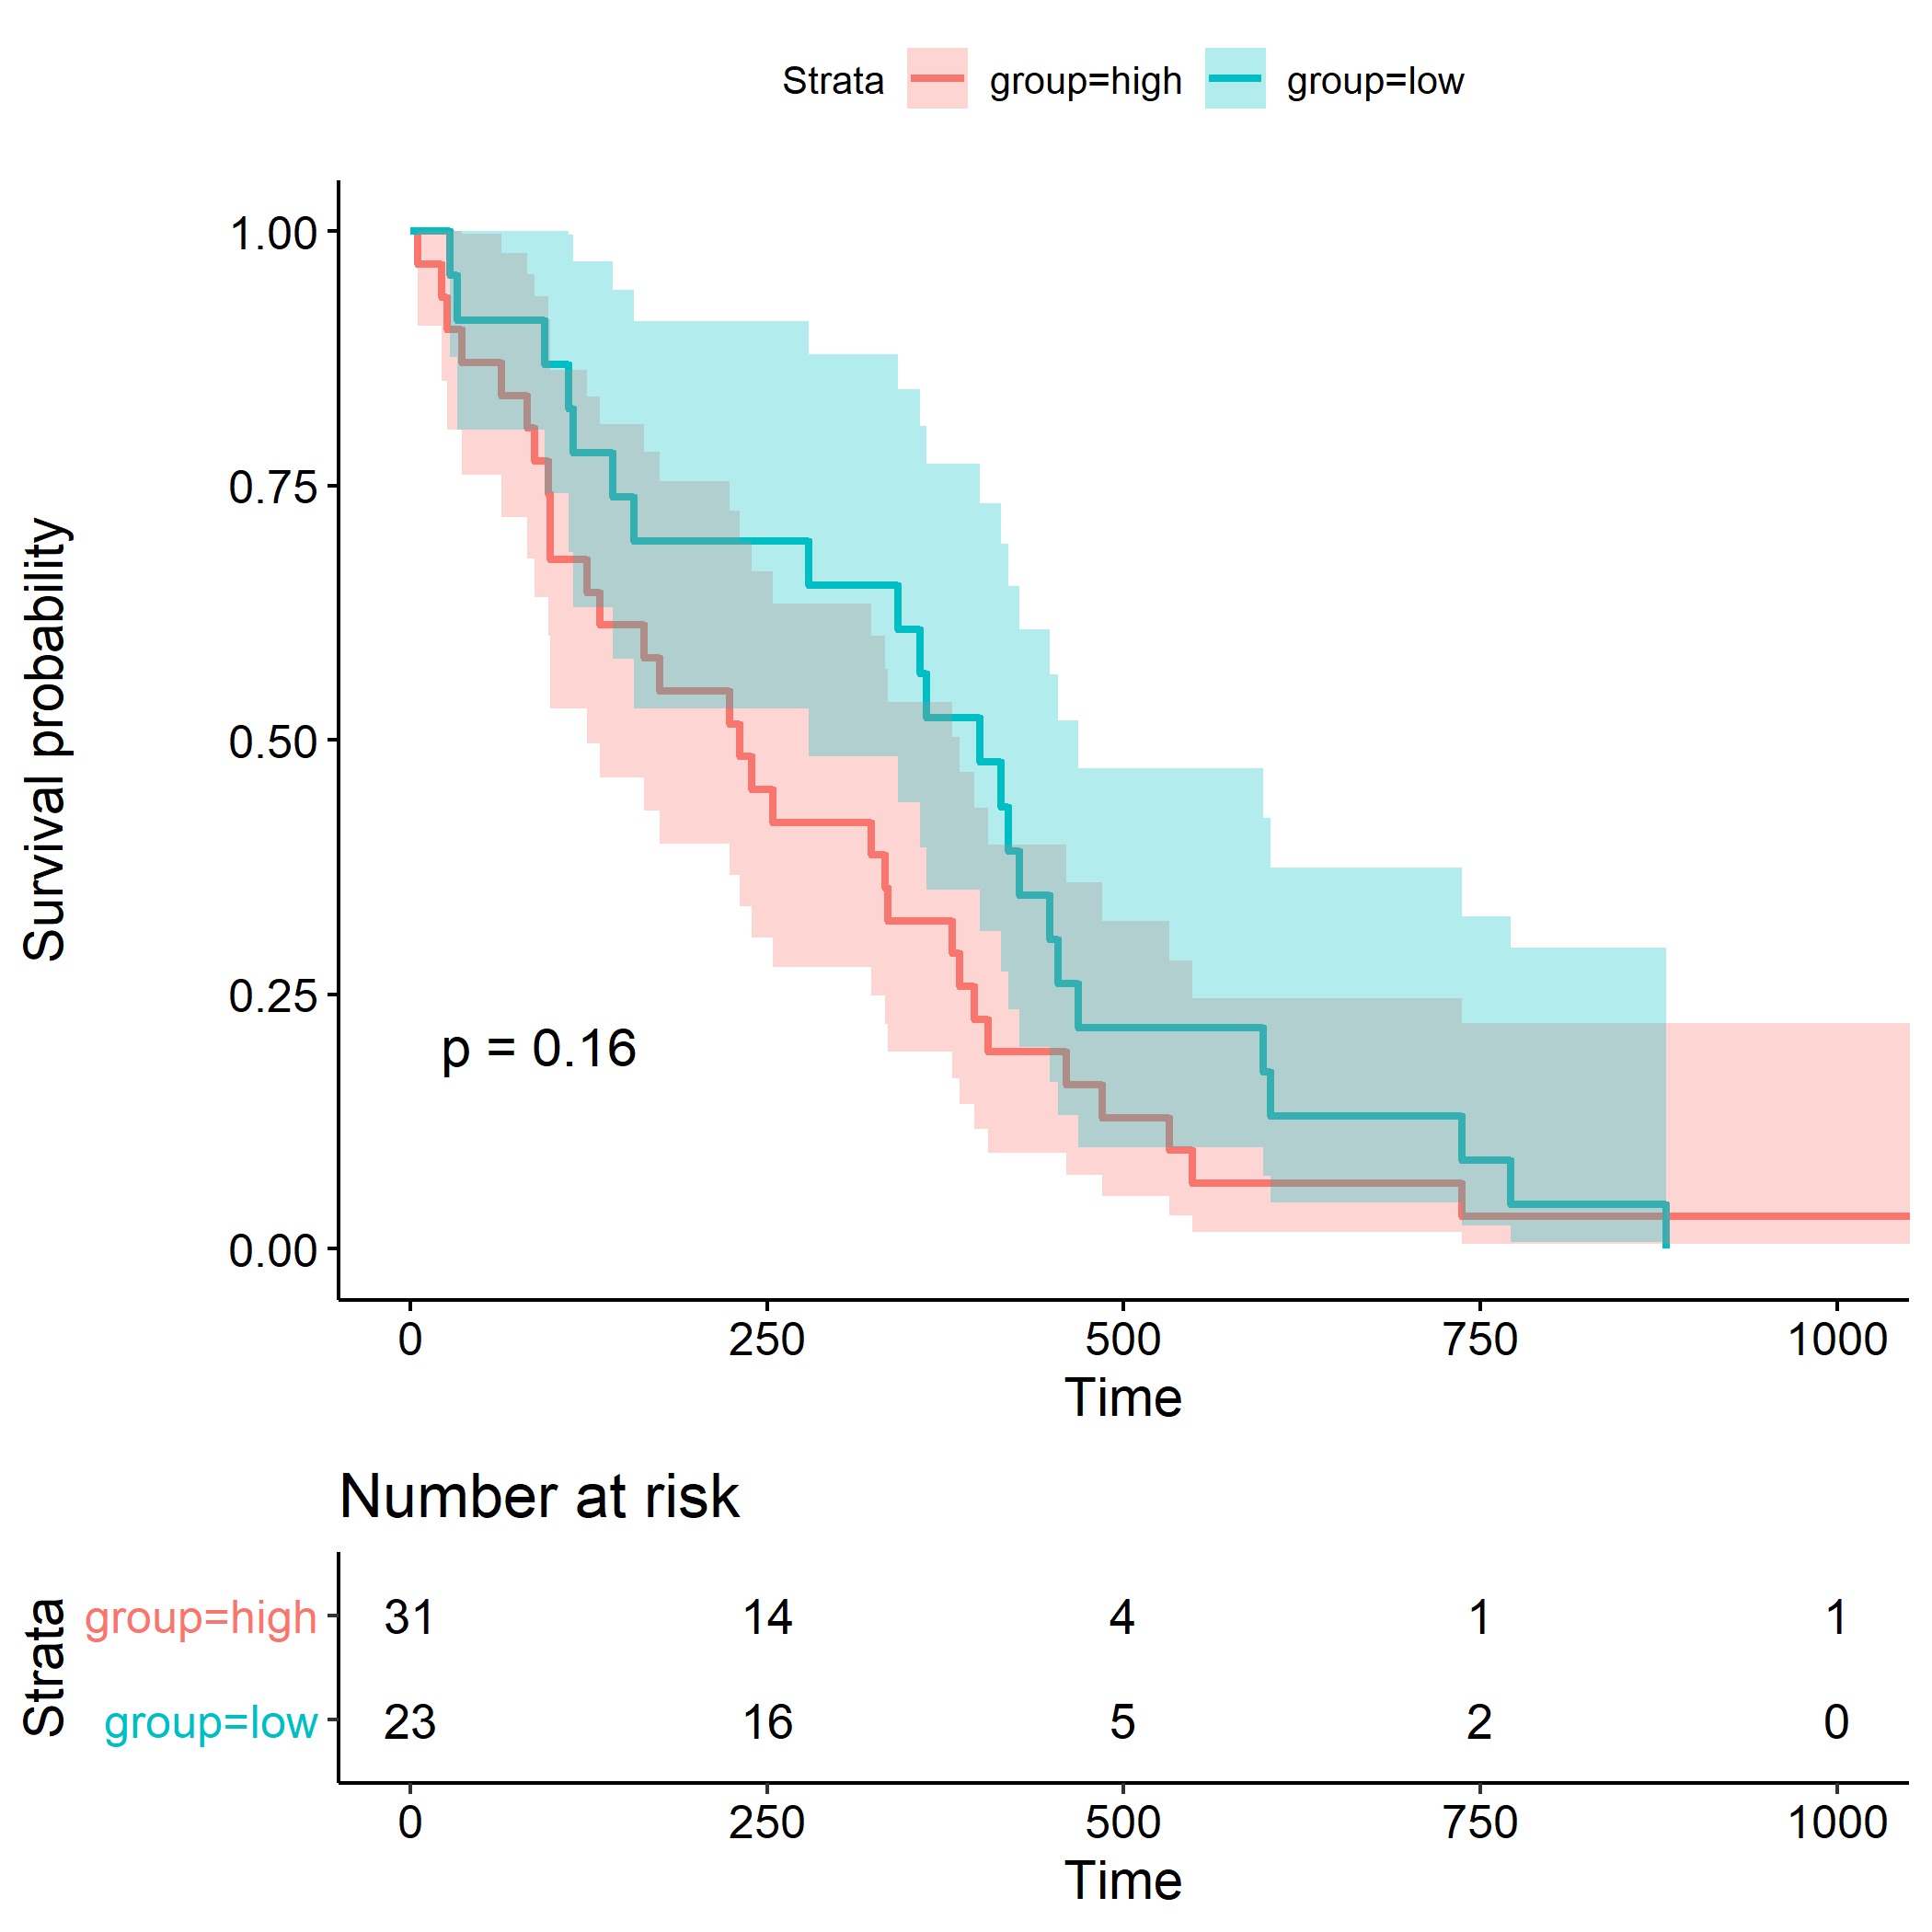 Strata group=high group=low
1.00
0.75
0.50
0.25
0.00
Survival probability
p = 0.16
0 250 500 750 1000
Time
Number at risk
Strata
group=high 31 14 4 1 1
group=low 23 16 5 2 0
0 250 500 750 1000
Time